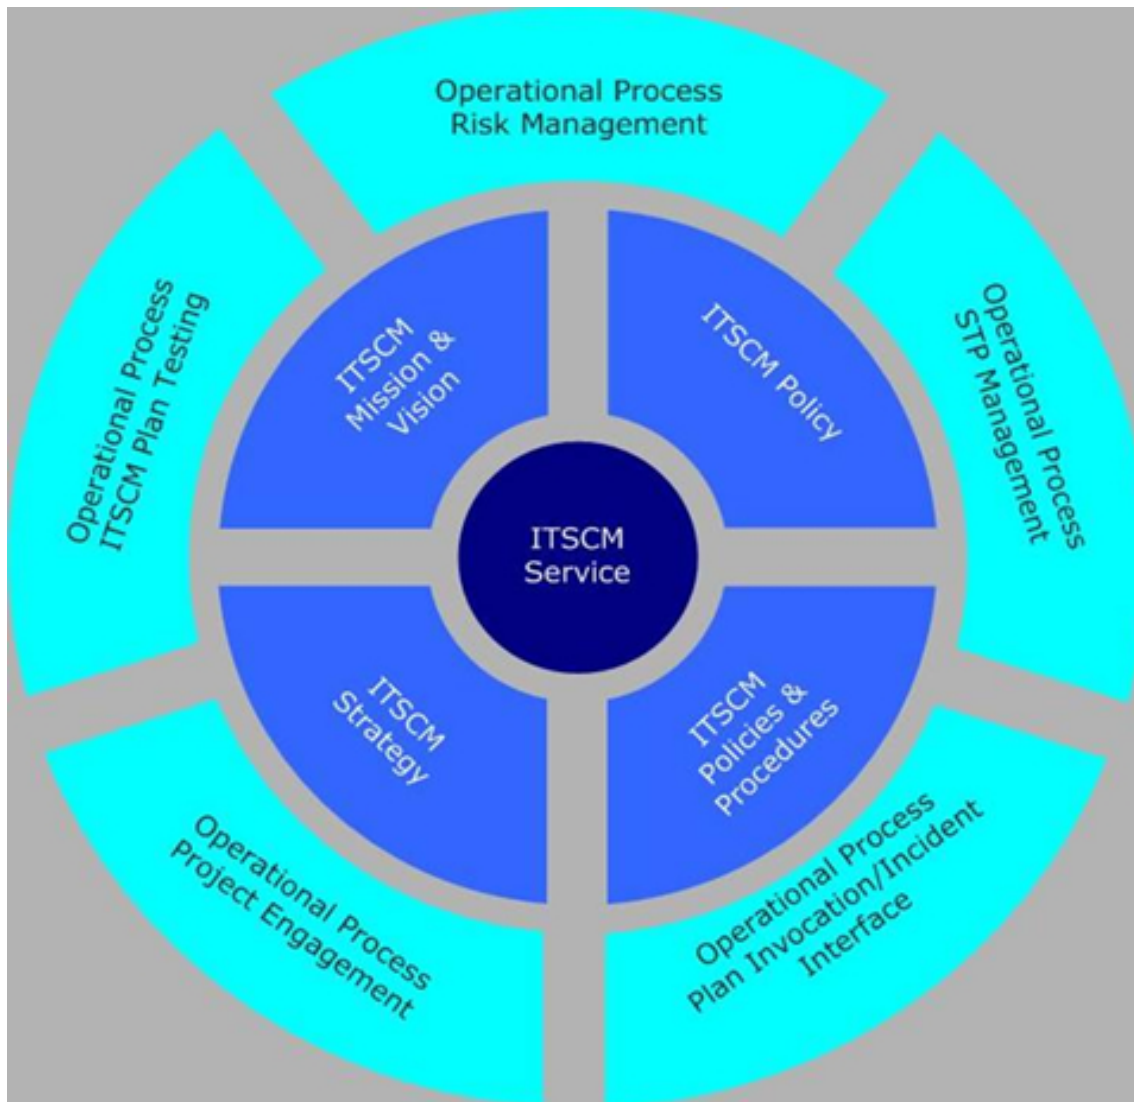 Operational Process
Risk Management
Operational Process
STP Management
Operational Process
Plan Invocation/Incident
Interface
Operational Process
Project Engagement
Operational Process
ITSCM Plan Testing
ITSCM
Mission &
Vision
ITSCM Policy
ITSCM
Policies &
Procedures
ITSCM
Strategy
ITSCM
Service